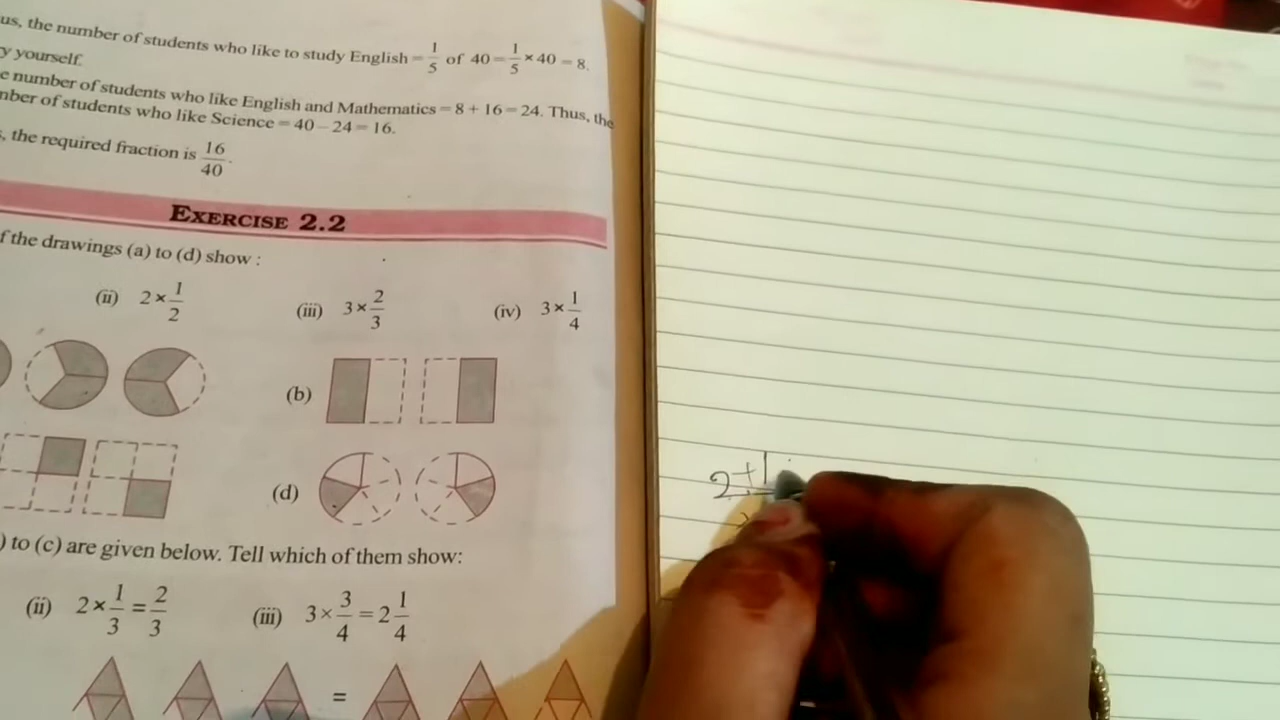 us, the number of students who like to study English = 1/5 of 40 = 1/5 × 40 = 8.
y yourself.
e number of students who like English and Mathematics = 8 + 16 = 24. Thus, the
nber of students who like Science = 40 – 24 = 16.
, the required fraction is 16/40.
EXERCISE 2.2
f the drawings (a) to (d) show :
(ii) 2 × 1/2 (iii) 3 × 2/3 (iv) 3 × 1/4
(b)
(d)
) to (c) are given below. Tell which of them show:
(ii) 2 × 1/3 = 2/3 (iii) 3 × 3/4 = 2 1/4
=
2 + 1